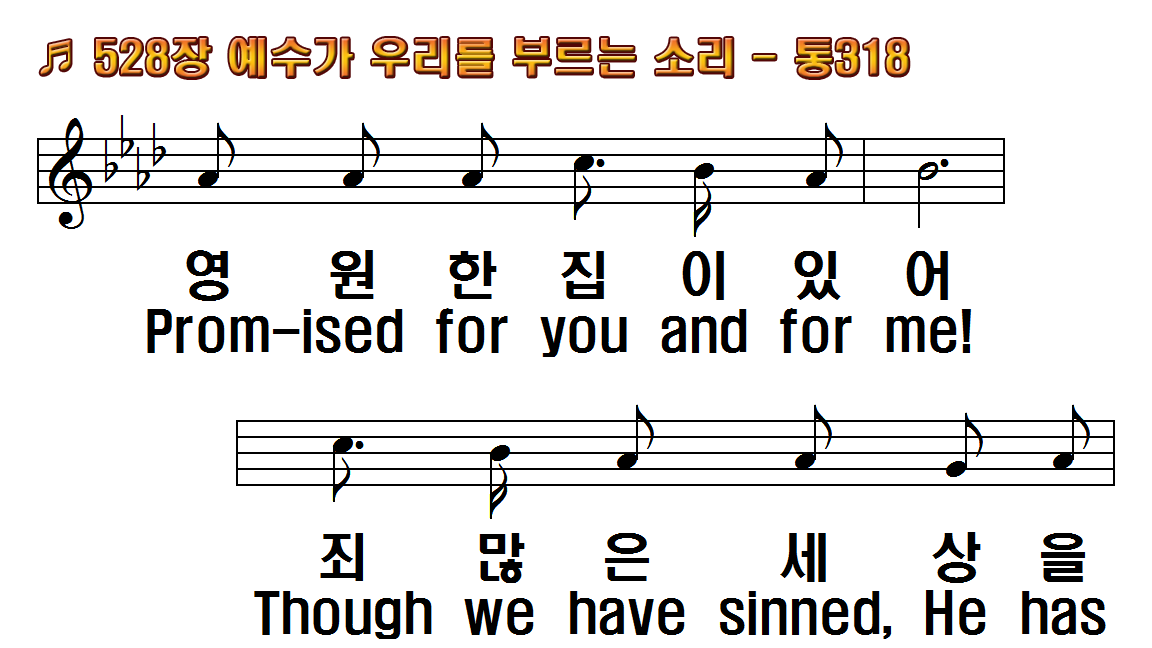 ♬ 528장 예수가 우리를 부르는 소리 - 통318
영 원 한 집 이 있 어
Prom-ised for you and for me!
죄 많 은 세 상 을
Though we have sinned, He has